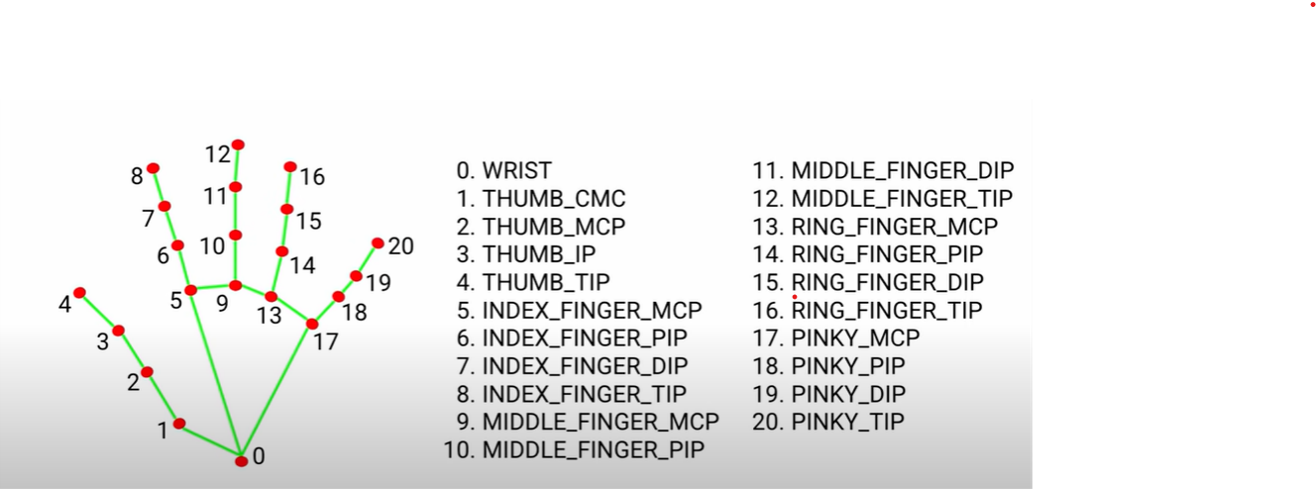 12
8
16
11
7
15
10
20
6
14
19
4
5
9
13
18
3
17
2
1
0
0. WRIST
1. THUMB_CMC
2. THUMB_MCP
3. THUMB_IP
4. THUMB_TIP
5. INDEX_FINGER_MCP
6. INDEX_FINGER_PIP
7. INDEX_FINGER_DIP
8. INDEX_FINGER_TIP
9. MIDDLE_FINGER_MCP
10. MIDDLE_FINGER_PIP
11. MIDDLE_FINGER_DIP
12. MIDDLE_FINGER_TIP
13. RING_FINGER_MCP
14. RING_FINGER_PIP
15. RING_FINGER_DIP
16. RING_FINGER_TIP
17. PINKY_MCP
18. PINKY_PIP
19. PINKY_DIP
20. PINKY_TIP